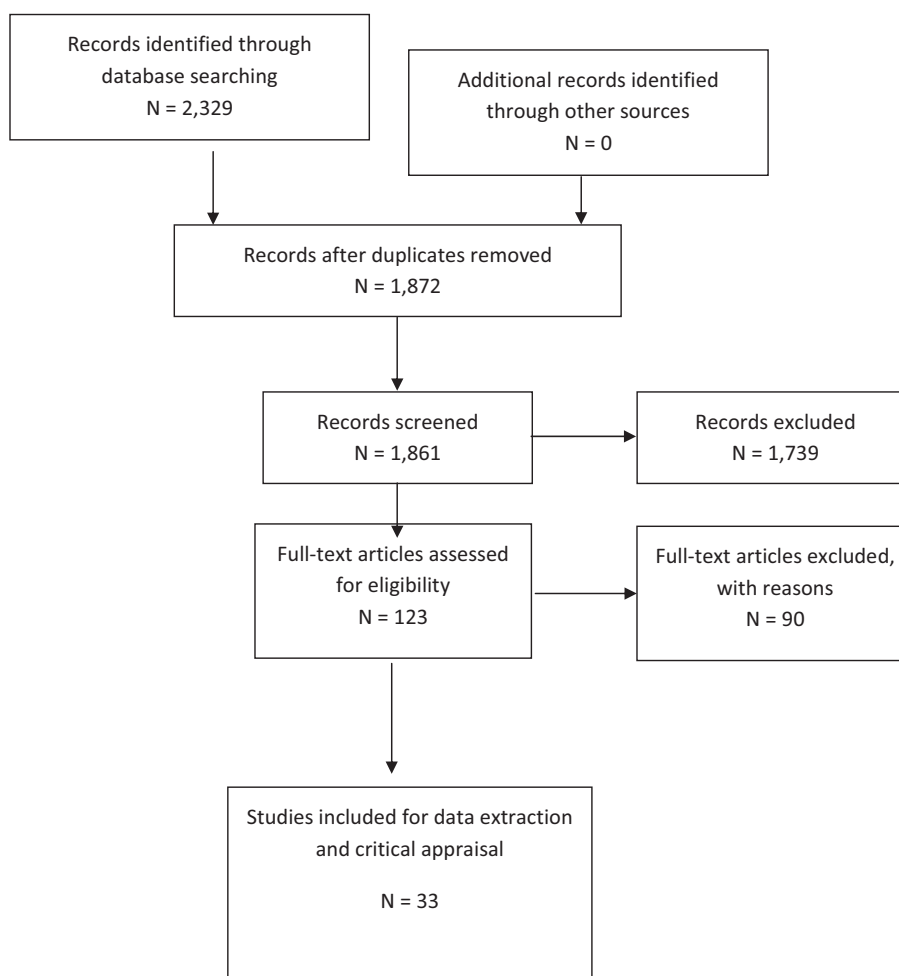 Records identified through
database searching
N = 2,329
Additional records identified
through other sources
N = 0
Records after duplicates removed
N = 1,872
Records screened
N = 1,861
Records excluded
N = 1,739
Full-text articles assessed
for eligibility
N = 123
Full-text articles excluded,
with reasons
N = 90
Studies included for data extraction
and critical appraisal
N = 33